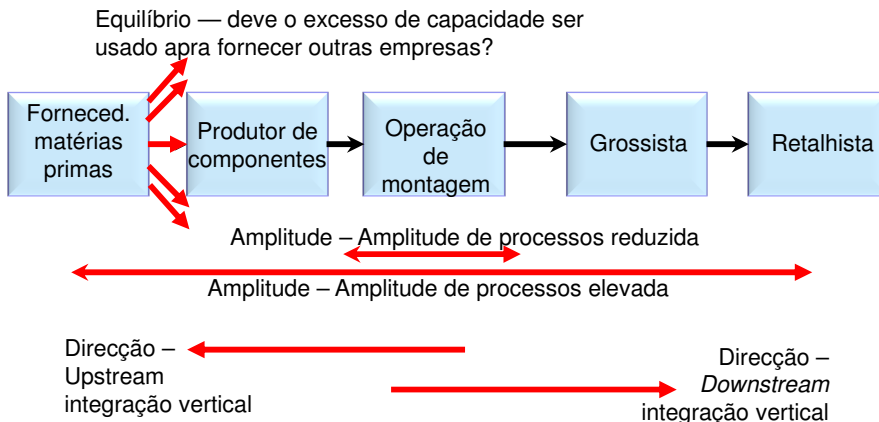 Equilíbrio — deve o excesso de capacidade ser
usado apra fornecer outras empresas?
Forneced.
matérias
primas
Produtor de
componentes
Operação
de
montagem
Grossista
Retalhista
Amplitude – Amplitude de processos reduzida
Amplitude – Amplitude de processos elevada
Direcção –
Upstream
integração vertical
Direcção –
Downstream
integração vertical